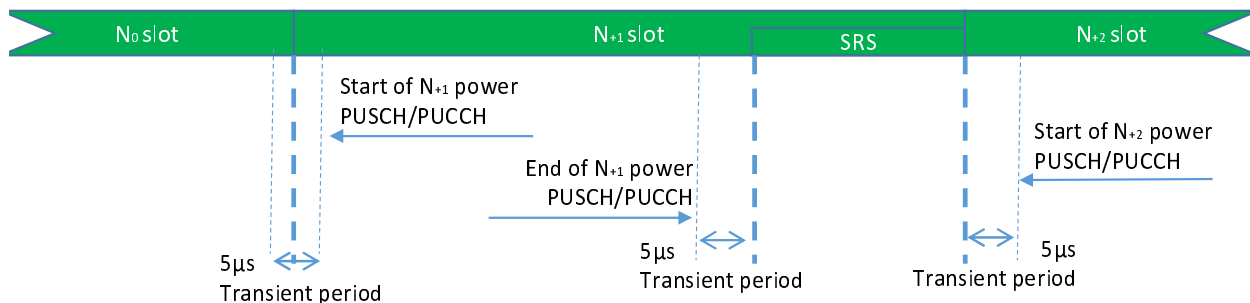 N₀ slot
N₊₁ slot
SRS
N₊₂ slot
Start of N₊₁ power
PUSCH/PUCCH
End of N₊₁ power
PUSCH/PUCCH
Start of N₊₂ power
PUSCH/PUCCH
5µs
Transient period
5µs
Transient period
5µs
Transient period